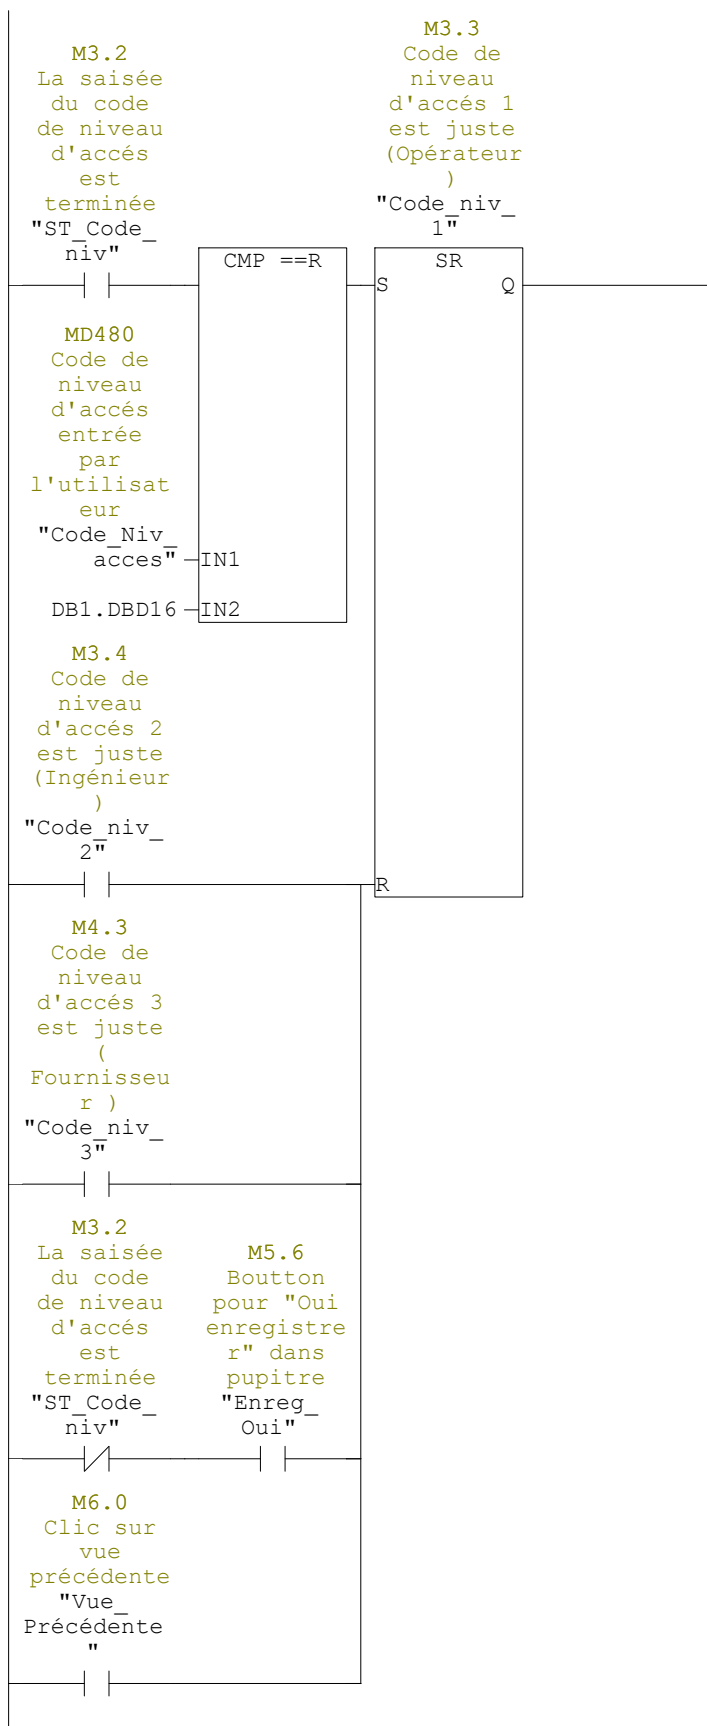 M3.2
La saisée
du code
de niveau
d'accés
est
terminée
"ST_Code_
niv"
M3.3
Code de
niveau
d'accés 1
est juste
(Opérateur
)
"Code_niv_
1"
CMP ==R
SR
S
Q
MD480
Code de
niveau
d'accés
entrée
par
l'utilisat
eur
"Code_Niv_
acces"
IN1
DB1.DBD16
IN2
M3.4
Code de
niveau
d'accés 2
est juste
(Ingénieur
)
"Code_niv_
2"
R
M4.3
Code de
niveau
d'accés 3
est juste
(
Fournisseu
r )
"Code_niv_
3"
M3.2
La saisée
du code
de niveau
d'accés
est
terminée
"ST_Code_
niv"
M5.6
Boutton
pour "Oui
enregistre
r" dans
pupitre
"Enreg_
Oui"
M6.0
Clic sur
vue
précédente
"Vue_
Précédente
"